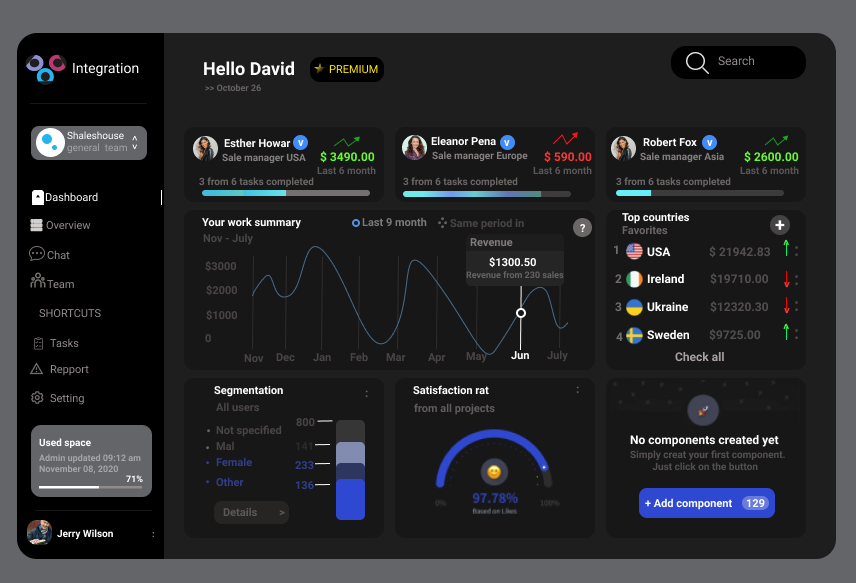 Integration
Hello David
PREMIUM
>> October 26
Search
Shaleshouse
general team
Dashboard
Overview
Chat
Team
SHORTCUTS
Tasks
Repport
Setting
Used space
Admin updated 09:12 am
November 08, 2020
71%
Jerry Wilson
Esther Howar V
Sale manager USA
$ 3490.00
Last 6 month
3 from 6 tasks completed
Eleanor Pena V
Sale manager Europe
$ 590.00
Last 6 month
3 from 6 tasks completed
Robert Fox V
Sale manager Asia
$ 2600.00
Last 6 month
3 from 6 tasks completed
Your work summary
Last 9 month
Same period in
?
Nov - July
Revenue
$1300.50
Revenue from 230 sales
$3000
$2000
$1000
0
Nov Dec Jan Feb Mar Apr May Jun July
Top countries
Favorites
+
1 USA $ 21942.83
2 Ireland $19710.00
3 Ukraine $12320.30
4 Sweden $9725.00
Check all
Segmentation
All users
800
Not specified
Mal 141
Female 233
Other 136
Details >
Satisfaction rat
from all projects
97.78%
0% 100%
Based on Likes
No components created yet
Simply creat your first component.
Just click on the button
+ Add component 129